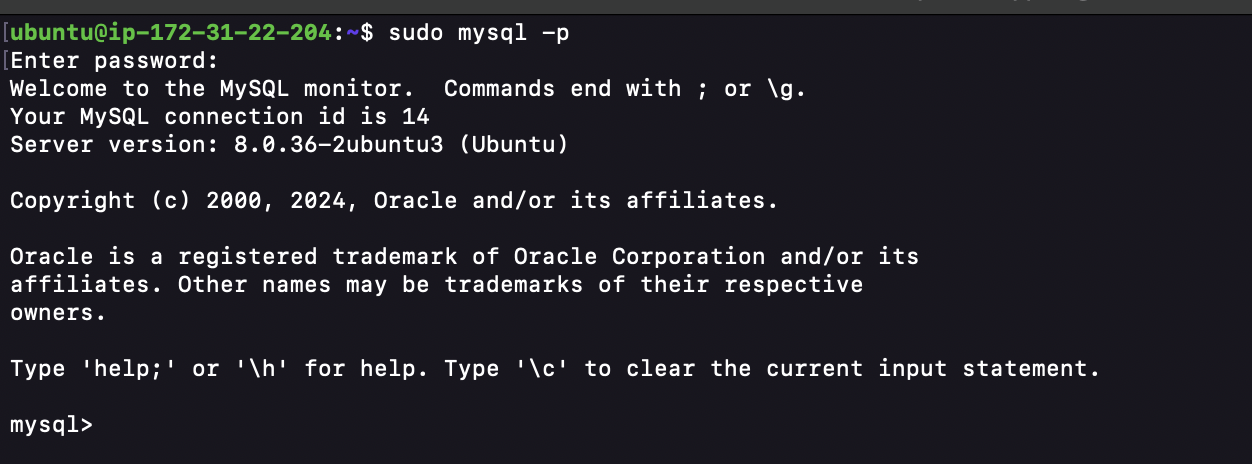 [ubuntu@ip-172-31-22-204:~$ sudo mysql -p
[Enter password:
Welcome to the MySQL monitor.  Commands end with ; or \g.
Your MySQL connection id is 14
Server version: 8.0.36-2ubuntu3 (Ubuntu)

Copyright (c) 2000, 2024, Oracle and/or its affiliates.

Oracle is a registered trademark of Oracle Corporation and/or its
affiliates. Other names may be trademarks of their respective
owners.

Type 'help;' or '\h' for help. Type '\c' to clear the current input statement.

mysql>